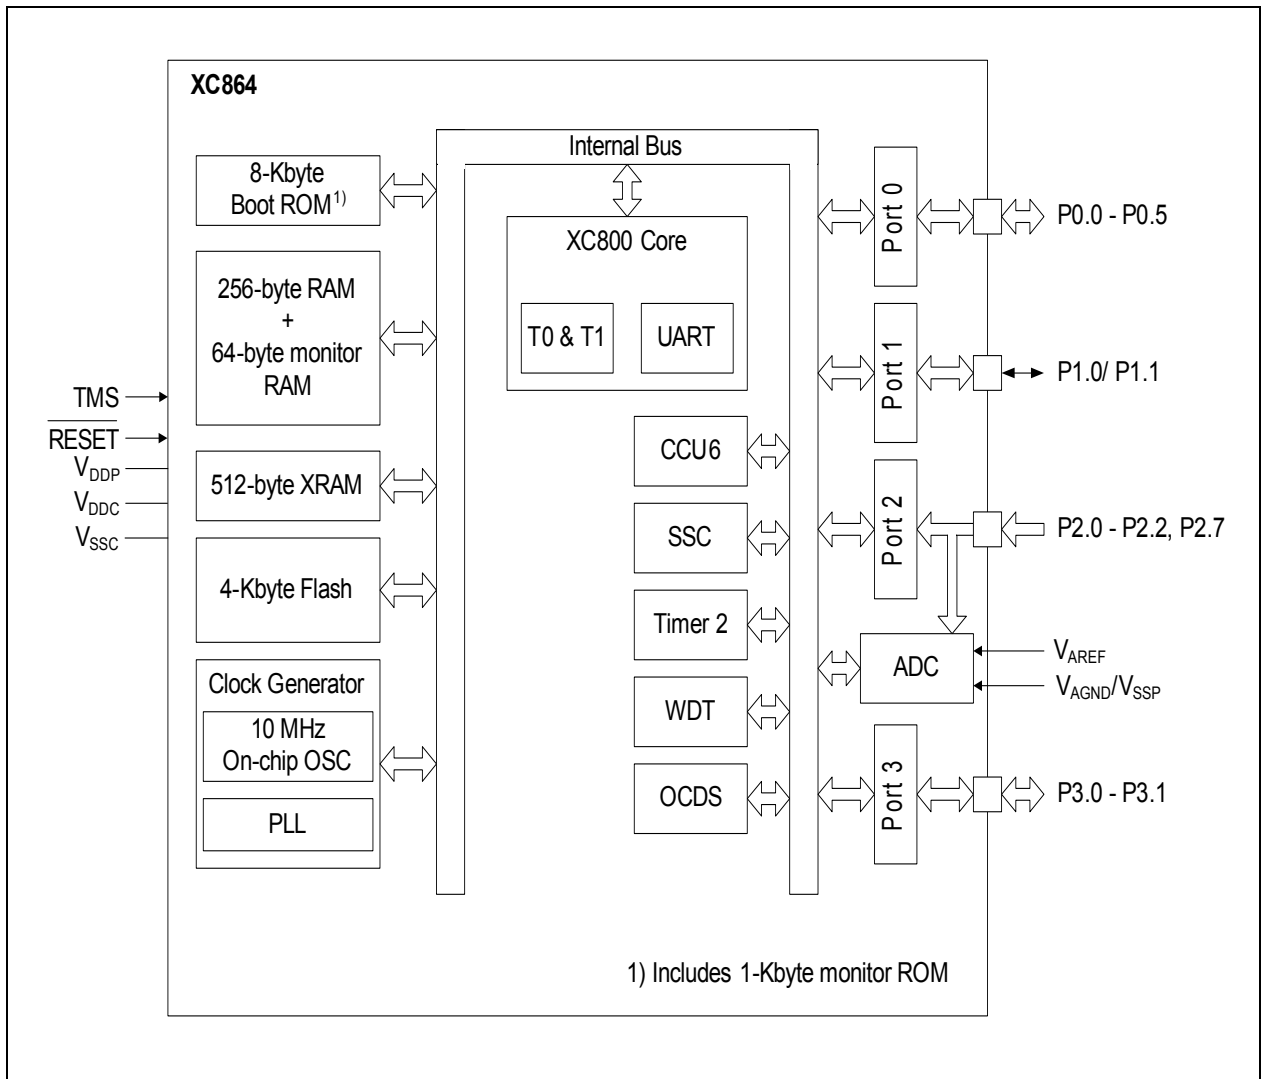 XC864
Internal Bus
8-Kbyte
Boot ROM1)
256-byte RAM
+
64-byte monitor
RAM
512-byte XRAM
4-Kbyte Flash
Clock Generator
10 MHz
On-chip OSC
PLL
TMS
RESET
VDDP
VDDC
VSSC
XC800 Core
T0 & T1
UART
CCU6
SSC
Timer 2
WDT
OCDS
Port 0
P0.0 - P0.5
Port 1
P1.0/ P1.1
Port 2
P2.0 - P2.2, P2.7
ADC
VAREF
VAGND/VSSP
Port 3
P3.0 - P3.1
1) Includes 1-Kbyte monitor ROM